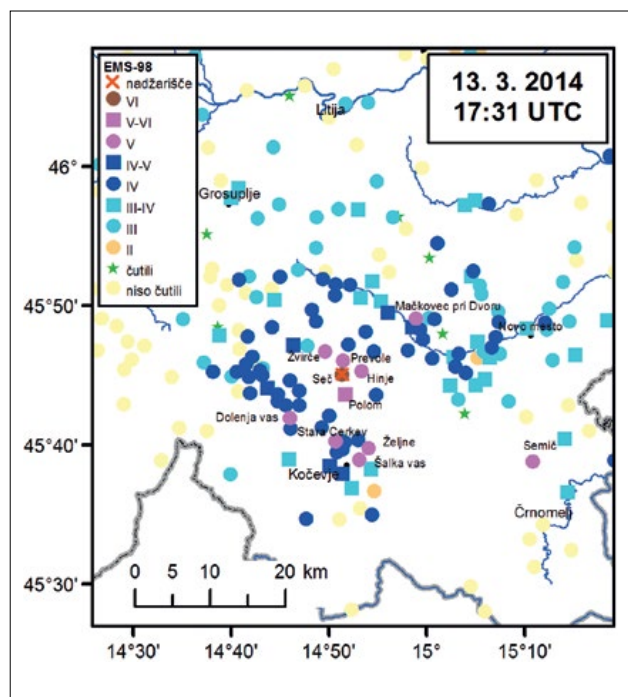 EMS-98
nadžarišče
VI
V-VI
V
IV-V
IV
III-IV
III
II
čutili
niso čutili
13. 3. 2014
17:31 UTC
Litija
46°
Grosuplje
45°50'
Mačkovec pri Dvoru
Novo mesto
Žvirče
Prevole
Seč
Hinje
Polom
Dolenja vas
Stara Cerkev
Željne
45°40'
Šalka vas
Semič
Kočevje
Črnomelj
45°30'
0 5 10 20 km
14°30'
14°40'
14°50'
15°
15°10'